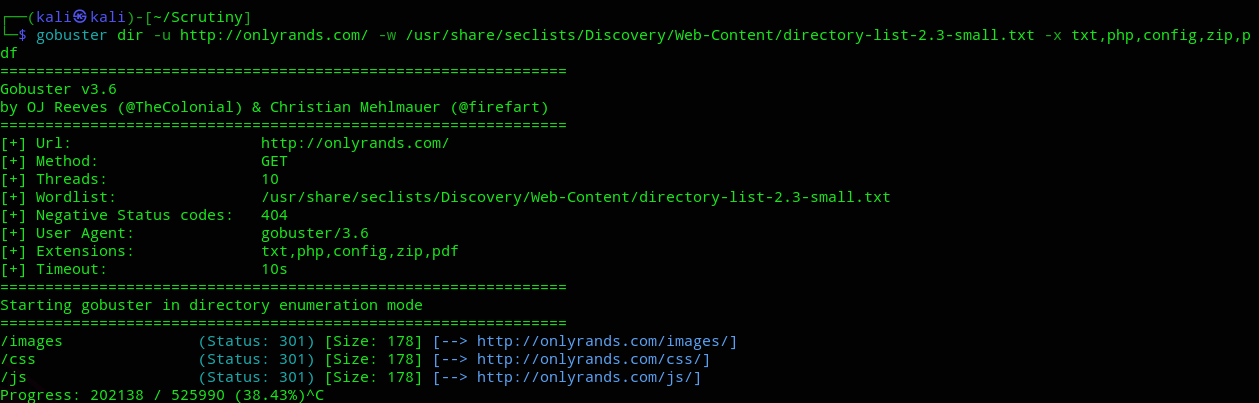 ┌──(kali㉿kali)-[~/Scrutiny]
└─$ gobuster dir -u http://onlyrands.com/ -w /usr/share/seclists/Discovery/Web-Content/directory-list-2.3-small.txt -x txt,php,config,zip,p
df
===============================================================
Gobuster v3.6
by OJ Reeves (@TheColonial) & Christian Mehlmauer (@firefart)
===============================================================
[+] Url:                     http://onlyrands.com/
[+] Method:                  GET
[+] Threads:                 10
[+] Wordlist:                /usr/share/seclists/Discovery/Web-Content/directory-list-2.3-small.txt
[+] Negative Status codes:   404
[+] User Agent:              gobuster/3.6
[+] Extensions:              txt,php,config,zip,pdf
[+] Timeout:                 10s
===============================================================
Starting gobuster in directory enumeration mode
===============================================================
/images               (Status: 301) [Size: 178] [--> http://onlyrands.com/images/]
/css                  (Status: 301) [Size: 178] [--> http://onlyrands.com/css/]
/js                   (Status: 301) [Size: 178] [--> http://onlyrands.com/js/]
Progress: 202138 / 525990 (38.43%)^C